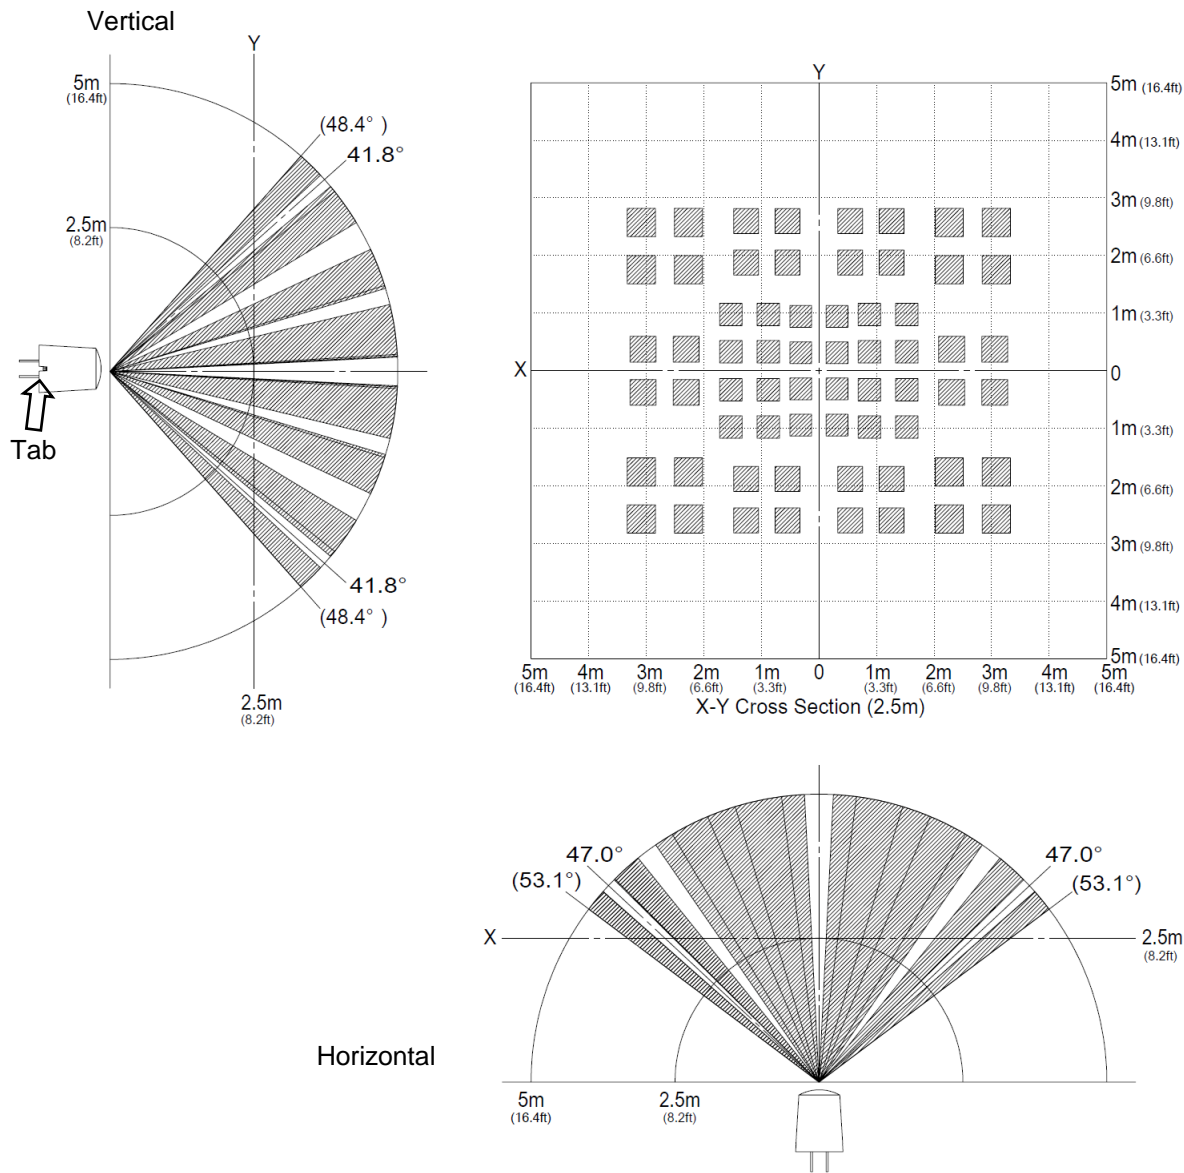 Vertical
Y
5m
(16.4ft)
(48.4° )
41.8°
2.5m
(8.2ft)
Tab
41.8°
(48.4° )
2.5m
(8.2ft)
Y
5m (16.4ft)
4m (13.1ft)
3m (9.8ft)
2m (6.6ft)
1m (3.3ft)
X 0
1m (3.3ft)
2m (6.6ft)
3m (9.8ft)
4m (13.1ft)
5m (16.4ft)
5m 4m 3m 2m 1m 0 1m 2m 3m 4m 5m
(16.4ft) (13.1ft) (9.8ft) (6.6ft) (3.3ft) (3.3ft) (6.6ft) (9.8ft) (13.1ft) (16.4ft)
X-Y Cross Section (2.5m)
47.0° 47.0°
(53.1°) (53.1°)
X 2.5m
(8.2ft)
Horizontal
5m 2.5m
(16.4ft) (8.2ft)